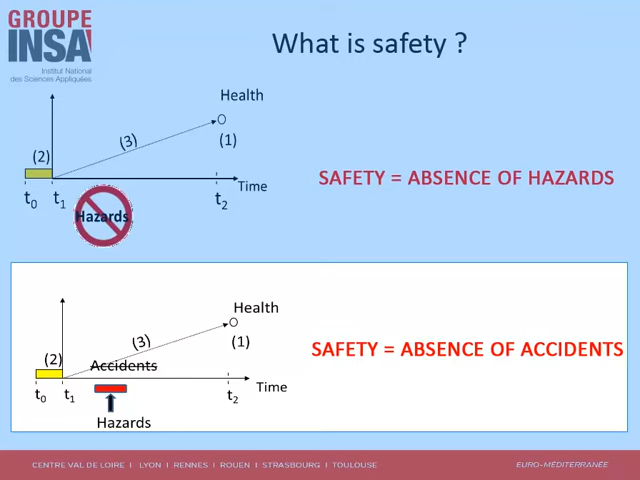 GROUPE
INSA
Institut National
des Sciences Appliquées
What is safety ?
Health
(3)
(1)
(2)
Time
t0
t1
t2
Hazards
SAFETY = ABSENCE OF HAZARDS
Health
(3)
(1)
(2)
Accidents
Time
t0
t1
t2
Hazards
SAFETY = ABSENCE OF ACCIDENTS
CENTRE VAL DE LOIRE I LYON I RENNES I ROUEN I STRASBOURG I TOULOUSE
EURO-MÉDITERRANÉE